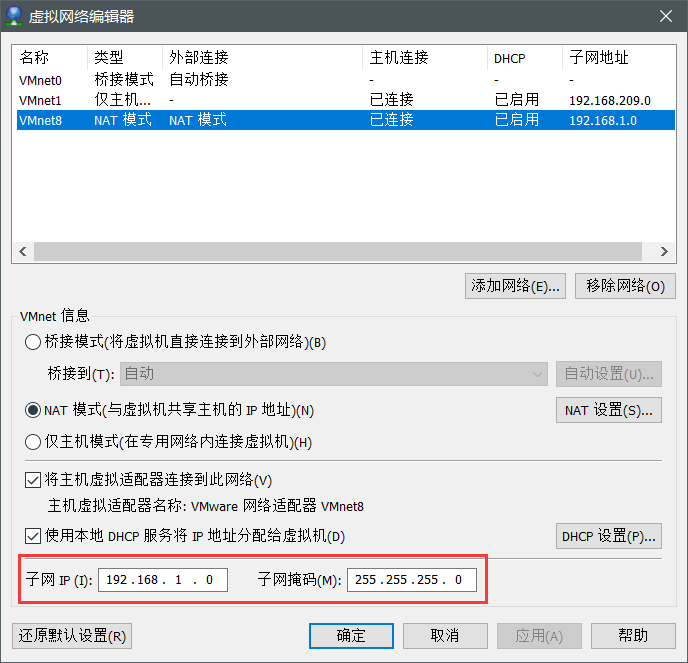 虚拟网络编辑器
名称 类型 外部连接 主机连接 DHCP 子网地址
VMnet0 桥接模式 自动桥接 - - -
VMnet1 仅主机... - 已连接 已启用 192.168.209.0
VMnet8 NAT 模式 NAT 模式 已连接 已启用 192.168.1.0
添加网络(E)... 移除网络(O)
VMnet 信息
桥接模式(将虚拟机直接连接到外部网络)(B)
桥接到(T): 自动 自动设置(U)...
NAT 模式(与虚拟机共享主机的 IP 地址)(N) NAT 设置(S)...
仅主机模式(在专用网络内连接虚拟机)(H)
将主机虚拟适配器连接到此网络(V)
主机虚拟适配器名称: VMware 网络适配器 VMnet8
使用本地 DHCP 服务将 IP 地址分配给虚拟机(D) DHCP 设置(P)...
子网 IP (I): 192.168. 1 . 0 子网掩码(M): 255.255.255. 0
还原默认设置(R) 确定 取消 应用(A) 帮助